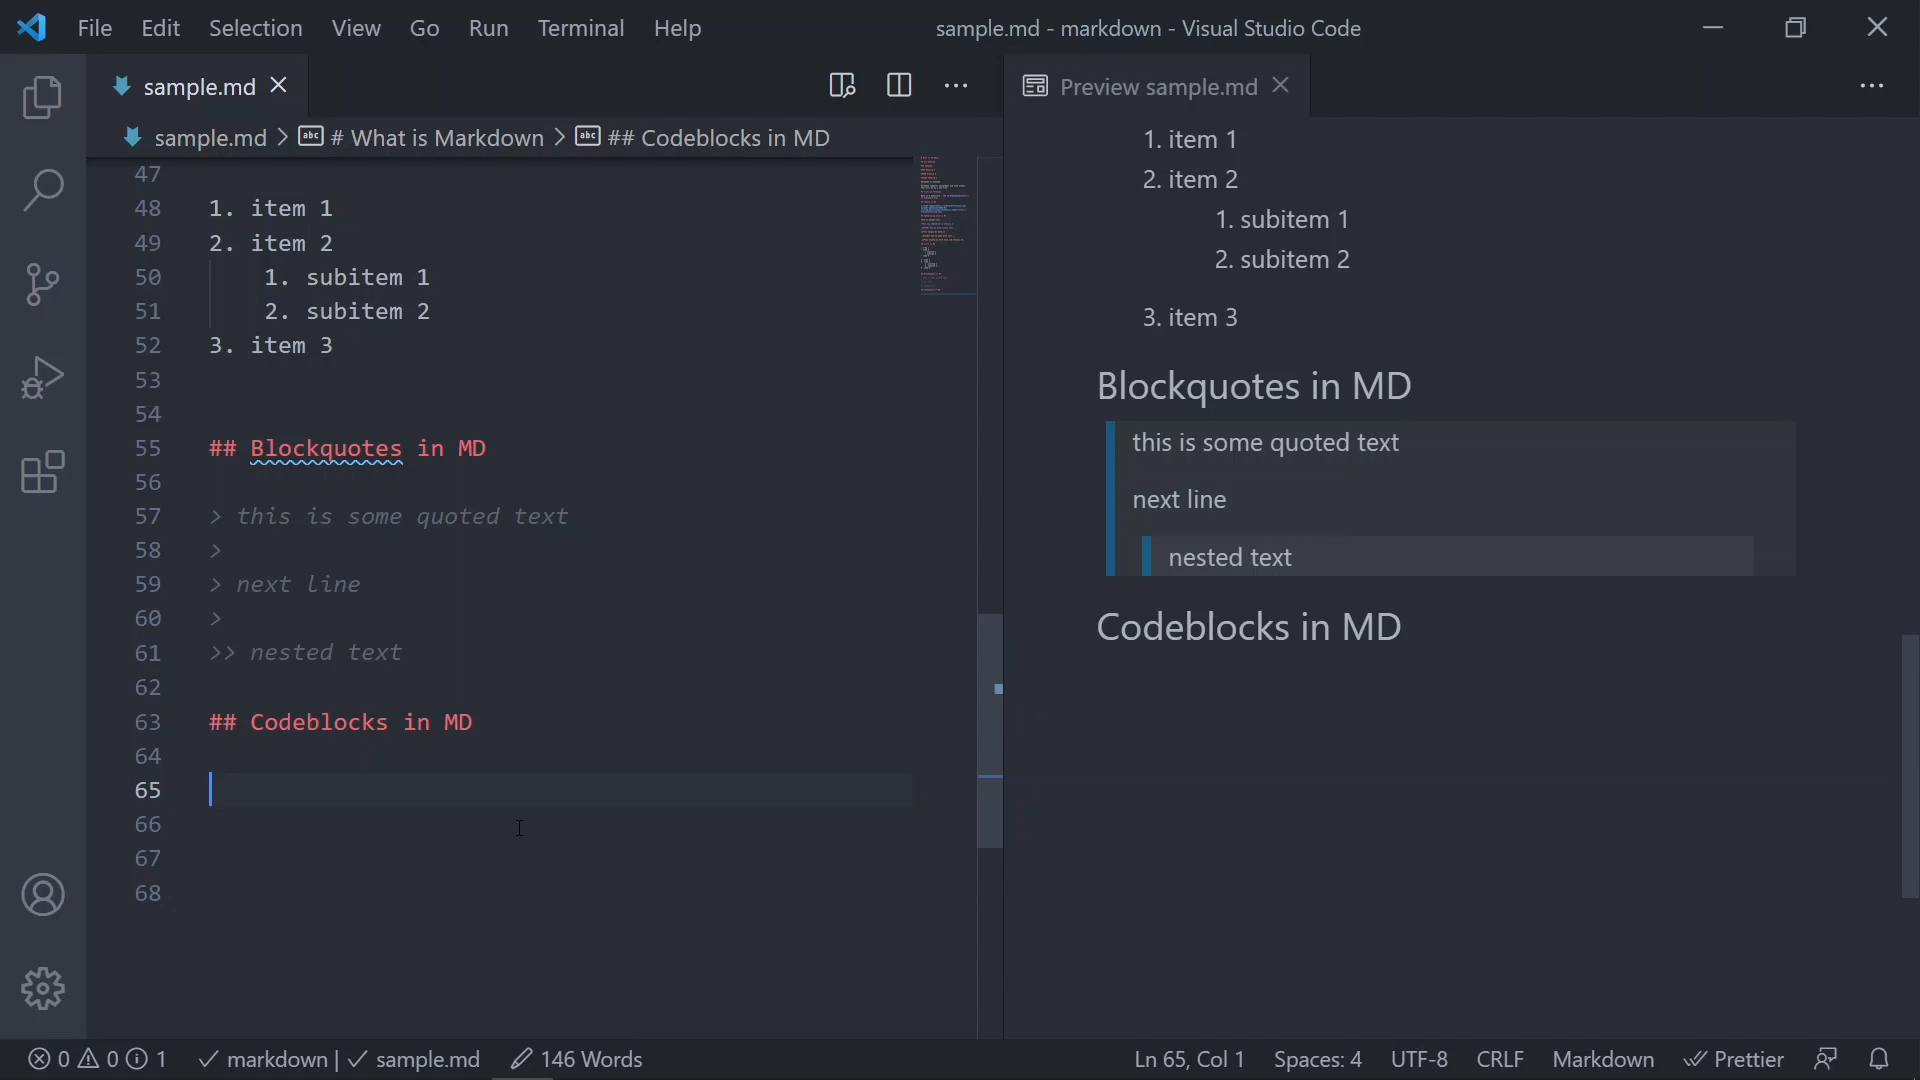 File Edit Selection View Go Run Terminal Help
sample.md - markdown - Visual Studio Code
sample.md
sample.md > # What is Markdown > ## Codeblocks in MD
47
48 1. item 1
49 2. item 2
50 1. subitem 1
51 2. subitem 2
52 3. item 3
53
54
55 ## Blockquotes in MD
56
57 > this is some quoted text
58 >
59 > next line
60 >
61 >> nested text
62
63 ## Codeblocks in MD
64
65
66
67
68
Preview sample.md
1. item 1
2. item 2
1. subitem 1
2. subitem 2
3. item 3
Blockquotes in MD
this is some quoted text
next line
nested text
Codeblocks in MD
0 0 1 markdown | sample.md 146 Words Ln 65, Col 1 Spaces: 4 UTF-8 CRLF Markdown Prettier